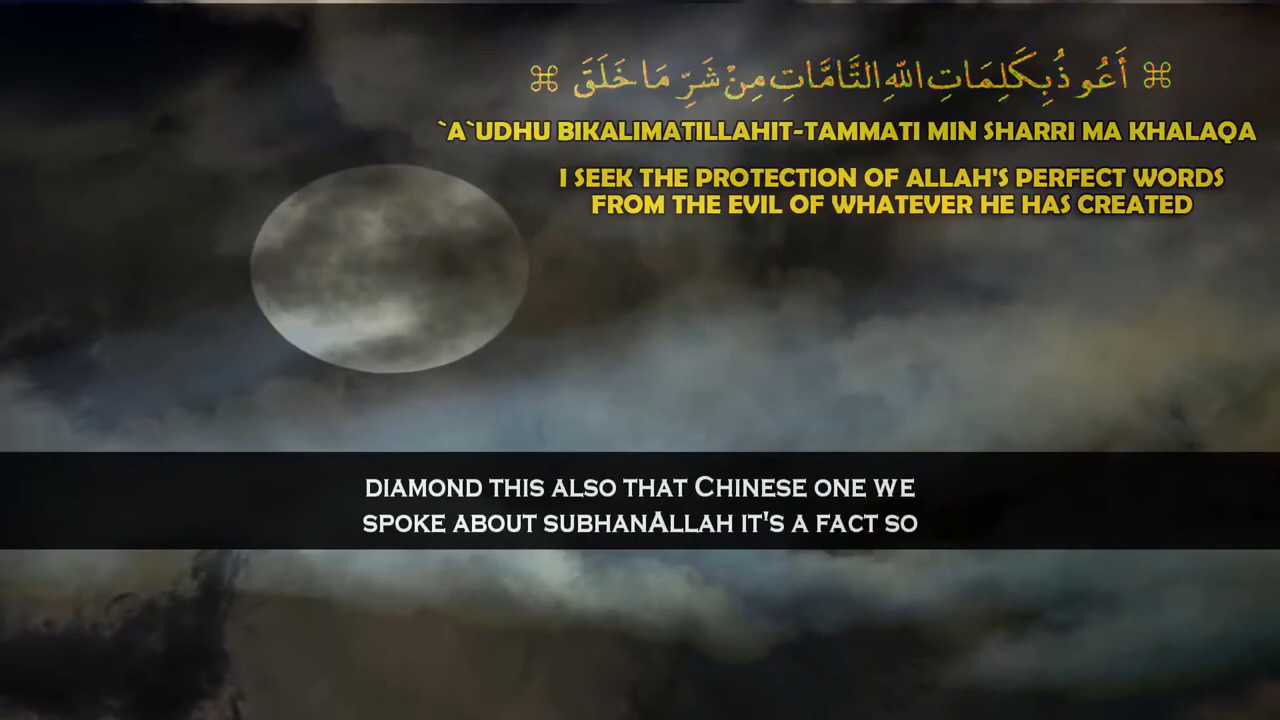 ⌘ أَعُوذُ بِكَلِمَاتِ اللّٰهِ التَّامَّاتِ مِنْ شَرِّ مَا خَلَقَ ⌘
`A`UDHU BIKALIMATILLAHIT-TAMMATI MIN SHARRI MA KHALAQA
I SEEK THE PROTECTION OF ALLAH'S PERFECT WORDS
FROM THE EVIL OF WHATEVER HE HAS CREATED
DIAMOND THIS ALSO THAT CHINESE ONE WE
SPOKE ABOUT SUBHANALLAH IT'S A FACT SO